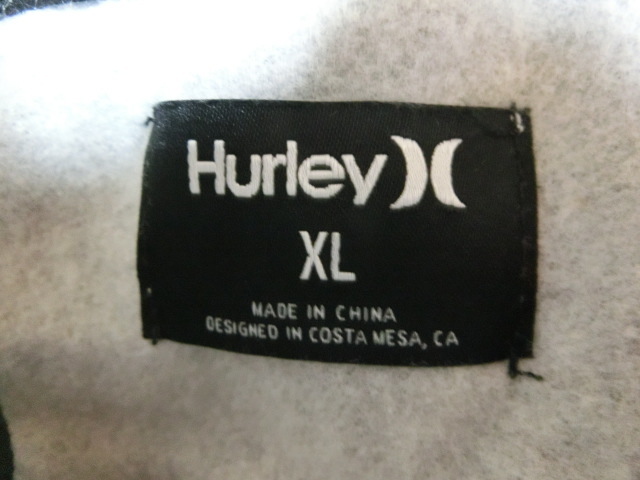 Hurley
XL
MADE IN CHINA
DESIGNED IN COSTA MESA, CA